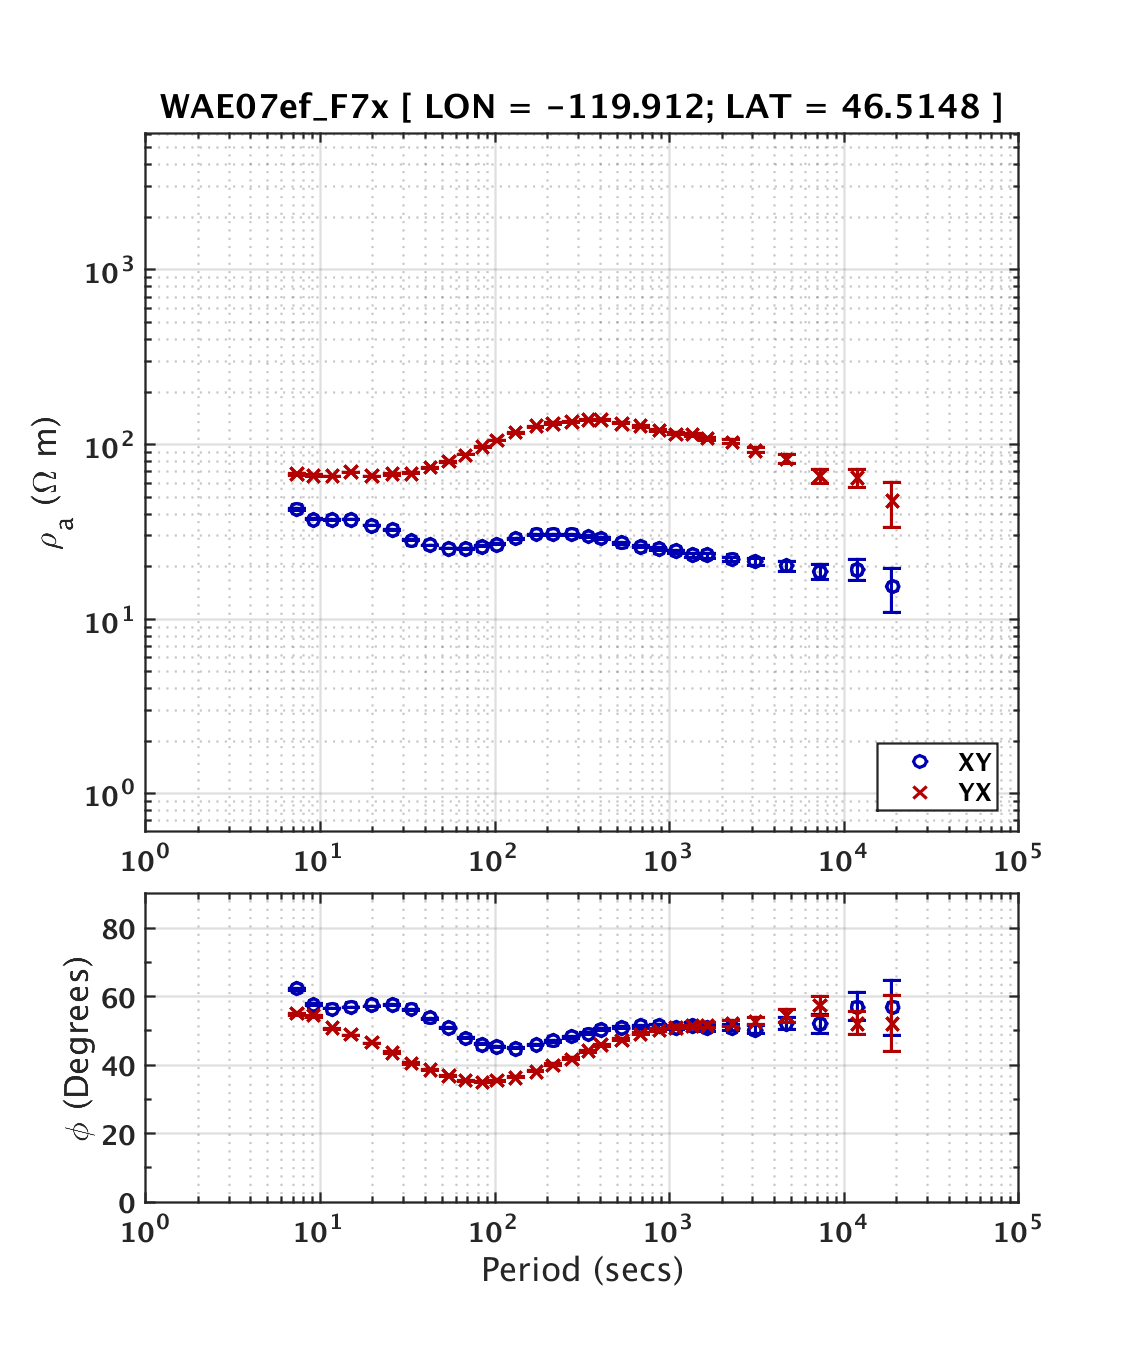 WAE07ef_F7x [ LON = -119.912; LAT = 46.5148 ]
ρa (Ω m)
10³
10²
10¹
10⁰
XY
YX
10⁰ 10¹ 10² 10³ 10⁴ 10⁵
ϕ (Degrees)
80
60
40
20
0
10⁰ 10¹ 10² 10³ 10⁴ 10⁵
Period (secs)